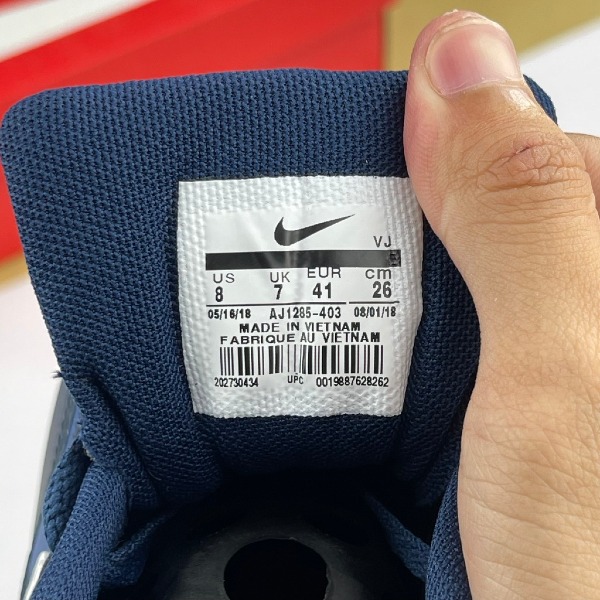 VJ
US UK EUR cm
8 7 41 26
05/16/18 AJ1285-403 08/01/18
MADE IN VIETNAM
FABRIQUE AU VIETNAM
202730434 UPC 0019887628262